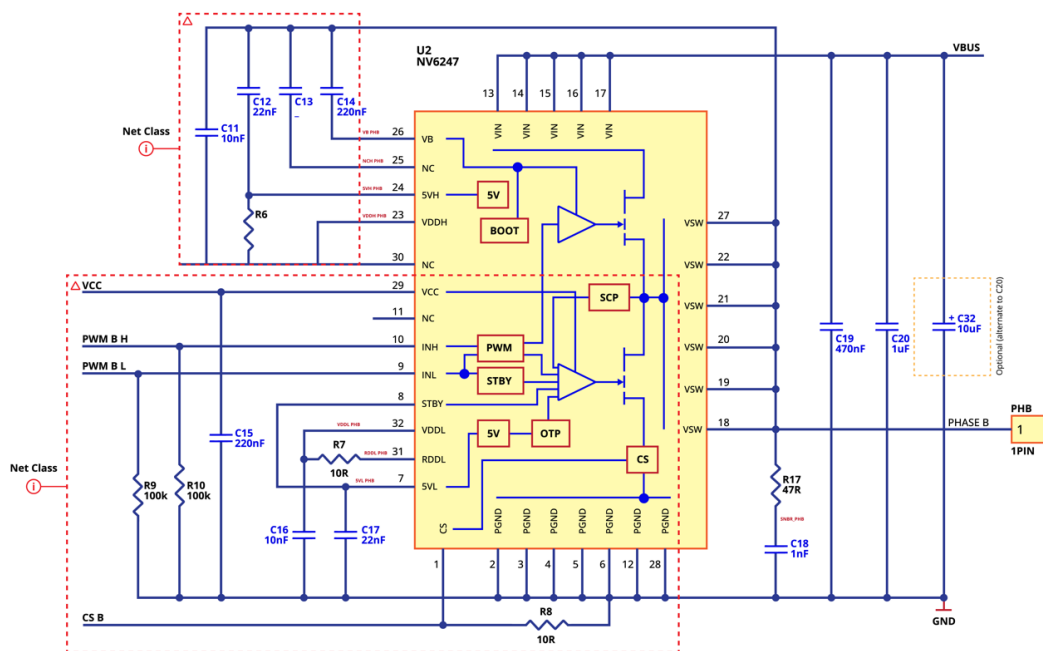 U2
NV6247
VBUS
13
14
15
16
17
VIN
VIN
VIN
VIN
VIN
C12
22nF
C13
_
C14
220nF
C11
10nF
Net Class
i
R6
VB PHB
26
VB
NCH PHB
25
NC
5VH PHB
24
5VH
VDDH PHB
23
VDDH
30
NC
5V
BOOT
VSW
27
VSW
22
VSW
21
VSW
20
VSW
19
VSW
18
VCC
29
VCC
11
NC
PWM B H
10
INH
PWM B L
9
INL
8
STBY
VDDL PHB
32
VDDL
RDDL PHB
31
RDDL
5VL PHB
7
5VL
SCP
PWM
STBY
5V
OTP
CS
R7
10R
C15
220nF
Net Class
i
R9
100k
R10
100k
C16
10nF
C17
22nF
CS
PGND
PGND
PGND
PGND
PGND
PGND
PGND
1
2
3
4
5
6
12
28
CS B
R8
10R
C19
470nF
C20
1uF
+ C32
10uF
Optional (alternate to C20)
PHASE B
PHB
1
1PIN
R17
47R
SNBR_PHB
C18
1nF
GND